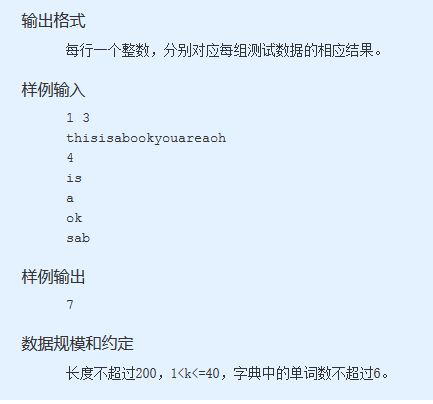 输出格式
每行一个整数，分别对应每组测试数据的相应结果。
样例输入
1 3
thisisabookyouareaoh
4
is
a
ok
sab
样例输出
7
数据规模和约定
长度不超过200，1<k<=40，字典中的单词数不超过6。